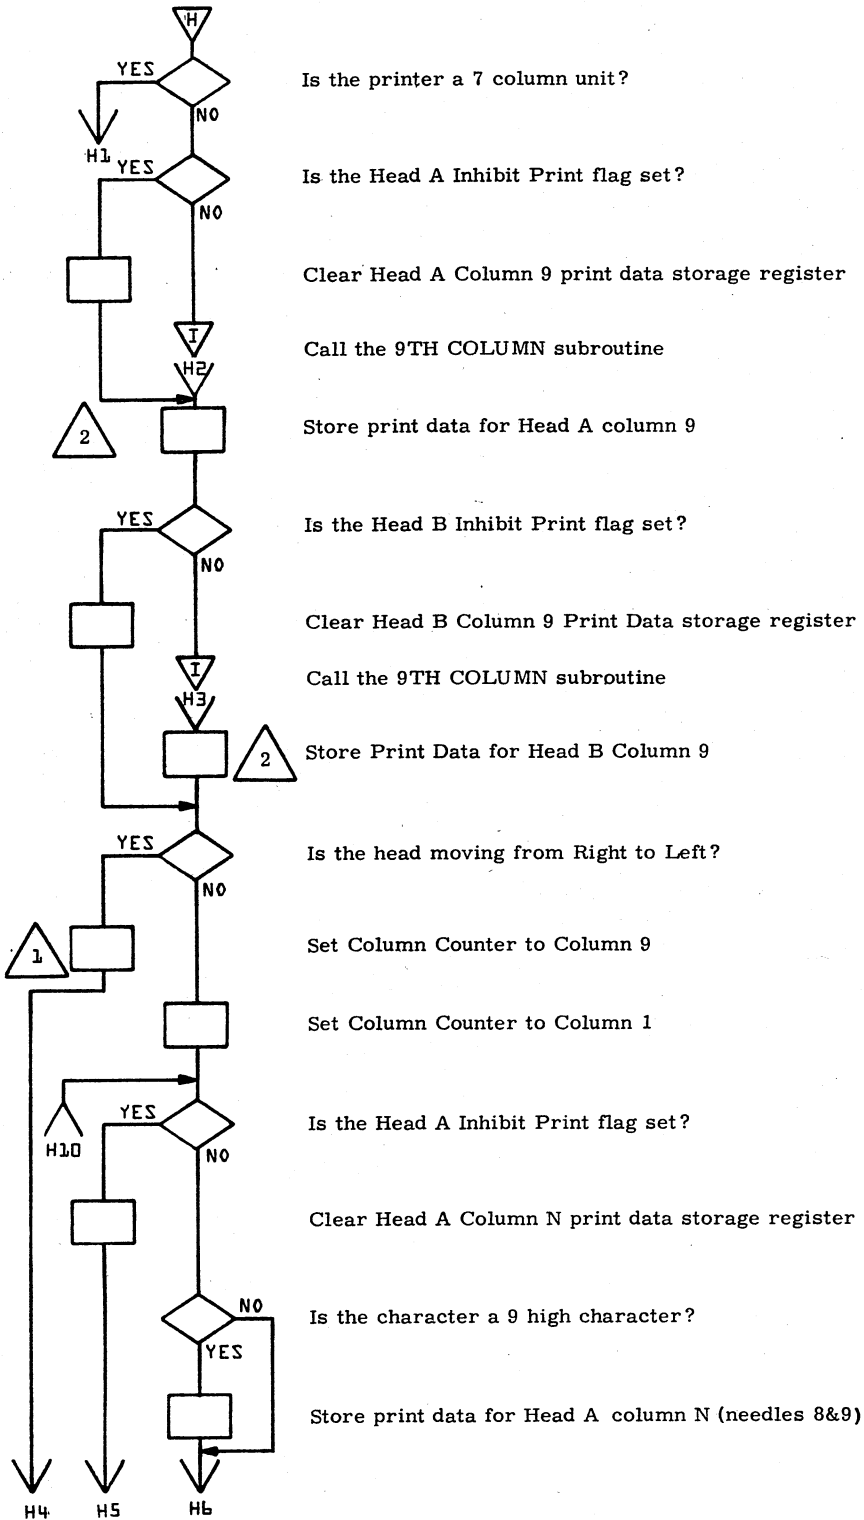 H
YES
Is the printer a 7 column unit?
NO
H1
YES
Is the Head A Inhibit Print flag set?
NO
Clear Head A Column 9 print data storage register
I
Call the 9TH COLUMN subroutine
H2
2
Store print data for Head A column 9
YES
Is the Head B Inhibit Print flag set?
NO
Clear Head B Column 9 Print Data storage register
I
Call the 9TH COLUMN subroutine
H3
2
Store Print Data for Head B Column 9
YES
Is the head moving from Right to Left?
NO
1
Set Column Counter to Column 9
Set Column Counter to Column 1
YES
Is the Head A Inhibit Print flag set?
H10
NO
Clear Head A Column N print data storage register
NO
Is the character a 9 high character?
YES
Store print data for Head A column N (needles 8&9)
H4
H5
H6